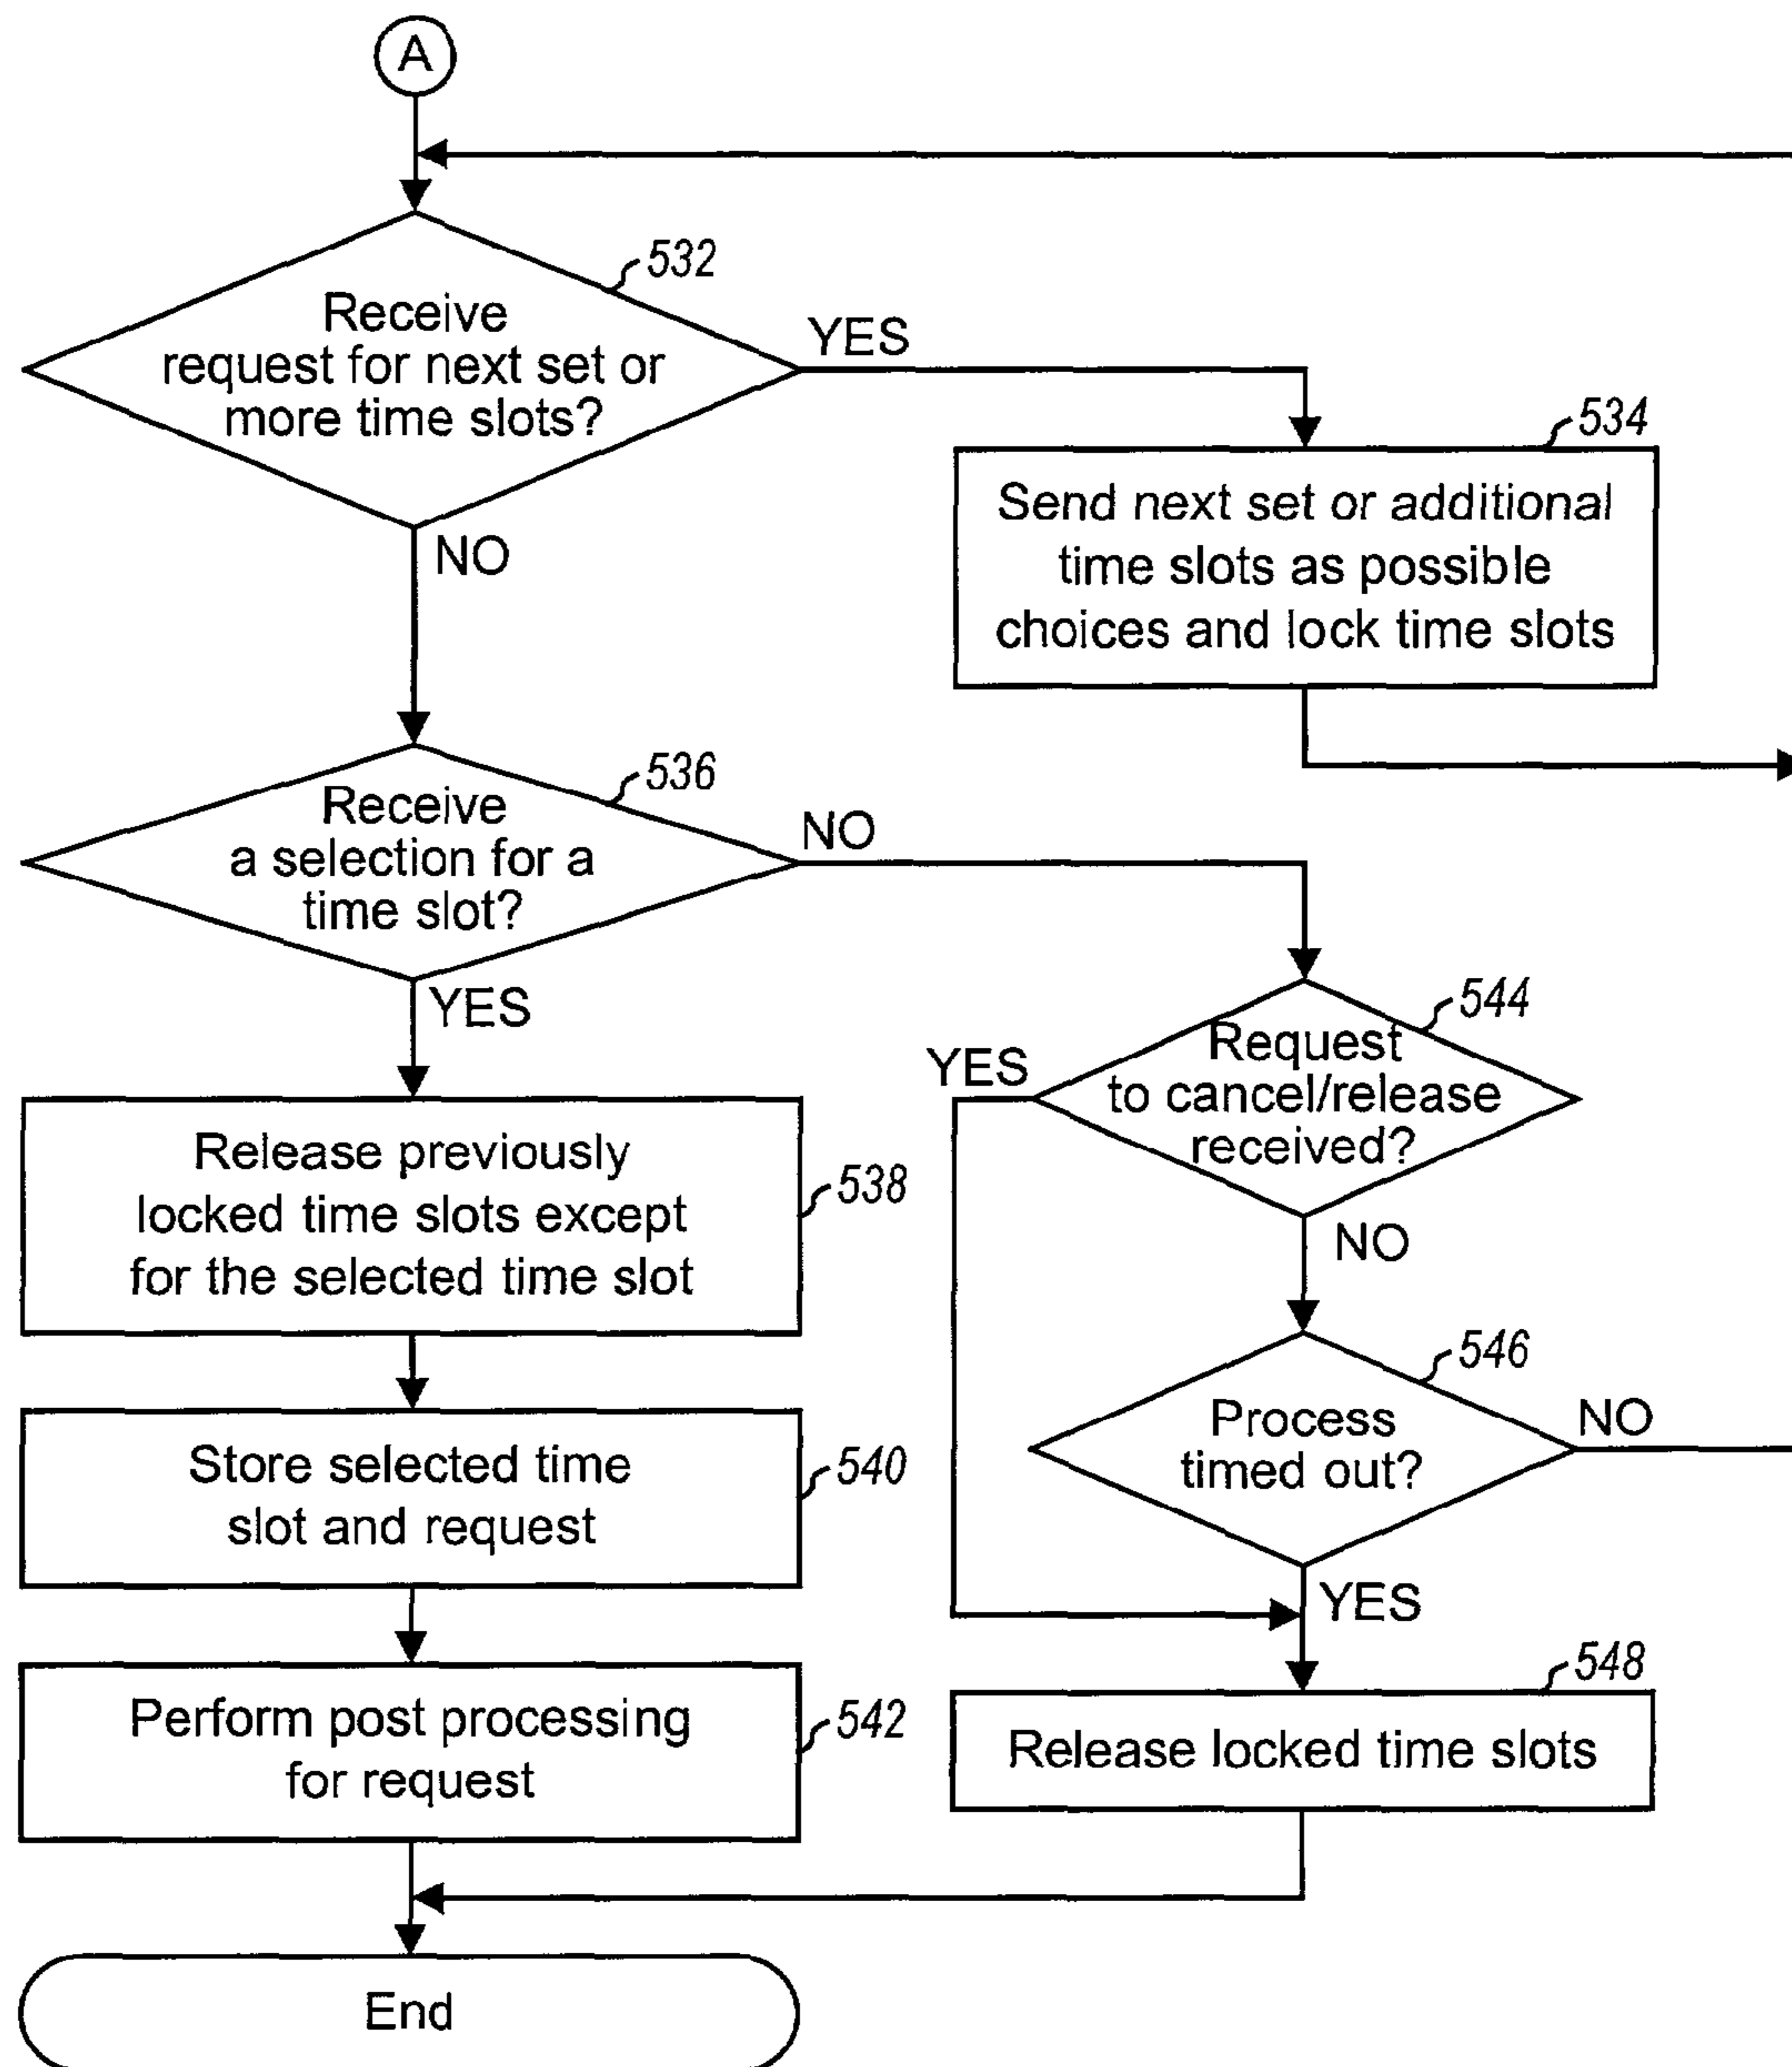 A
532
Receive
request for next set or
more time slots?
YES
NO
534
Send next set or additional
time slots as possible
choices and lock time slots
536
Receive
a selection for a
time slot?
NO
YES
544
Request
to cancel/release
received?
YES
NO
538
Release previously
locked time slots except
for the selected time slot
546
Process
timed out?
NO
YES
540
Store selected time
slot and request
542
Perform post processing
for request
548
Release locked time slots
End